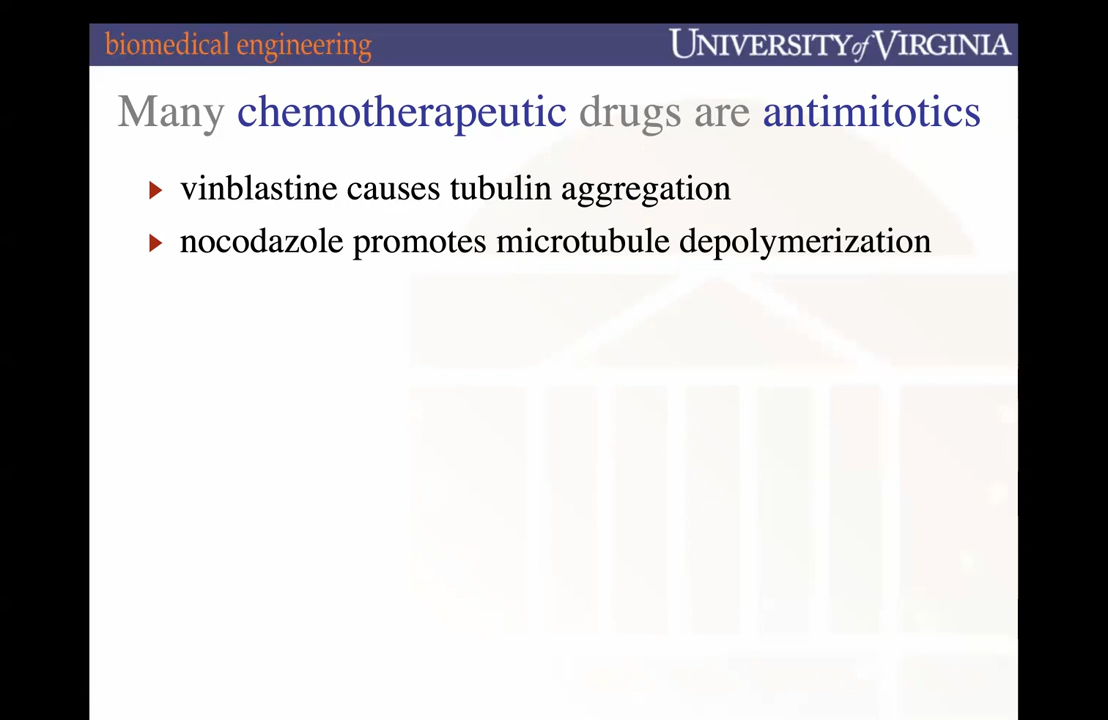 biomedical engineering
UNIVERSITY of VIRGINIA
Many chemotherapeutic drugs are antimitotics
vinblastine causes tubulin aggregation
nocodazole promotes microtubule depolymerization